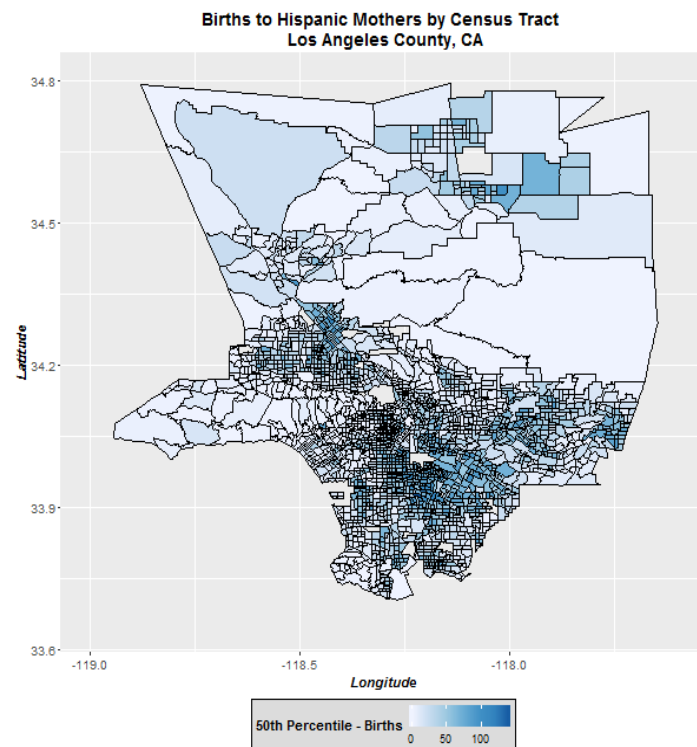 Births to Hispanic Mothers by Census Tract
Los Angeles County, CA
34.8
34.5
34.2
33.9
33.6
Latitude
-119.0
-118.5
-118.0
Longitude
50th Percentile - Births
0
50
100